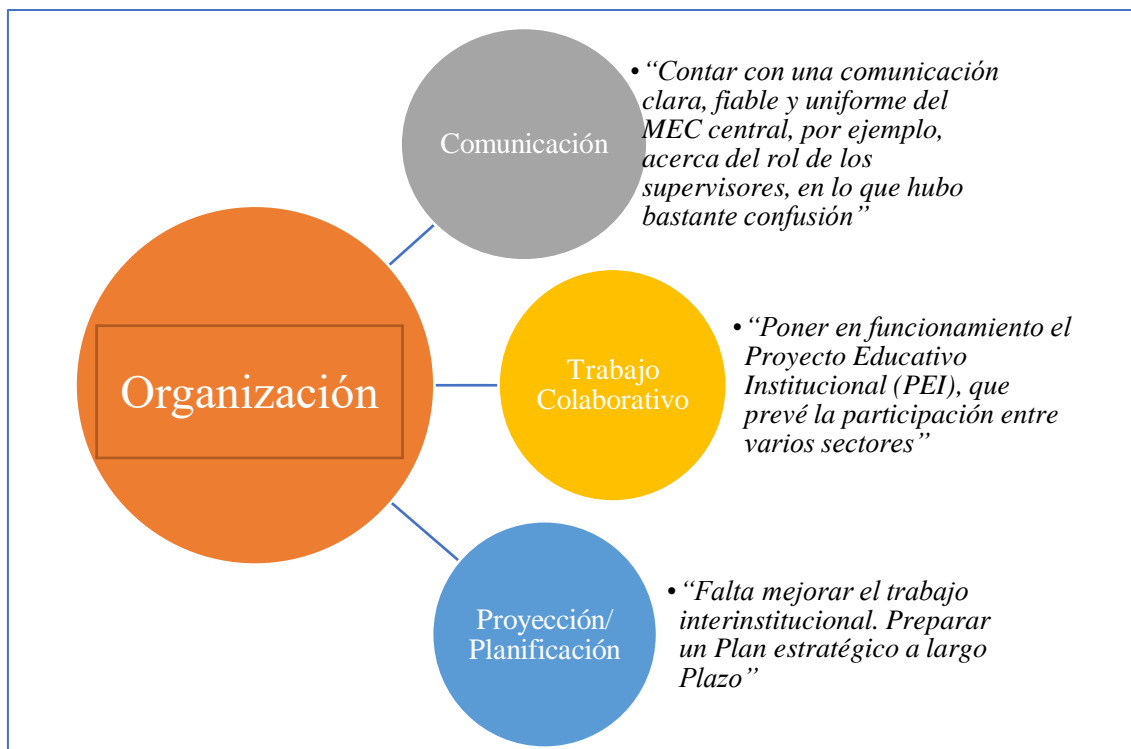 Comunicación
• “Contar con una comunicación
clara, fiable y uniforme del
MEC central, por ejemplo,
acerca del rol de los
supervisores, en lo que hubo
bastante confusión”
Organización
Trabajo
Colaborativo
• “Poner en funcionamiento el
Proyecto Educativo
Institucional (PEI), que
prevé la participación entre
varios sectores”
Proyección/
Planificación
• “Falta mejorar el trabajo
interinstitucional. Preparar
un Plan estratégico a largo
Plazo”